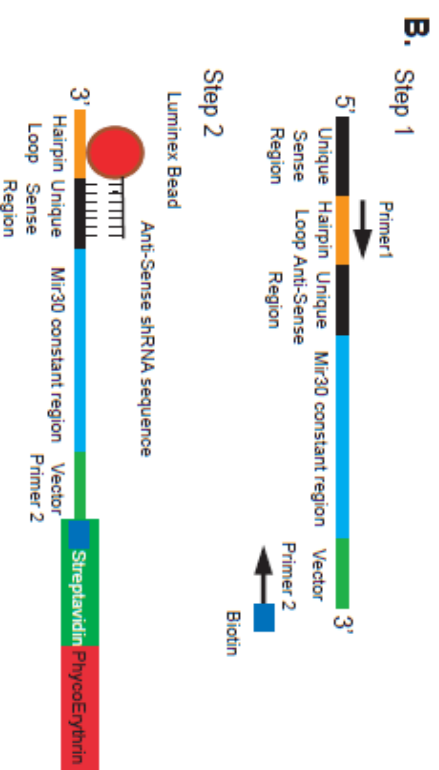 B.
Step 1
Primer1
5'
3'
Unique
Sense
Region
Hairpin
Loop
Unique
Anti-Sense
Region
Mir30 constant region
Vector
Primer 2
Biotin
Step 2
Luminex Bead
Anti-Sense shRNA sequence
3'
Hairpin
Loop
Unique
Sense
Region
Mir30 constant region
Vector
Primer 2
Streptavidin
PhycoErythrin